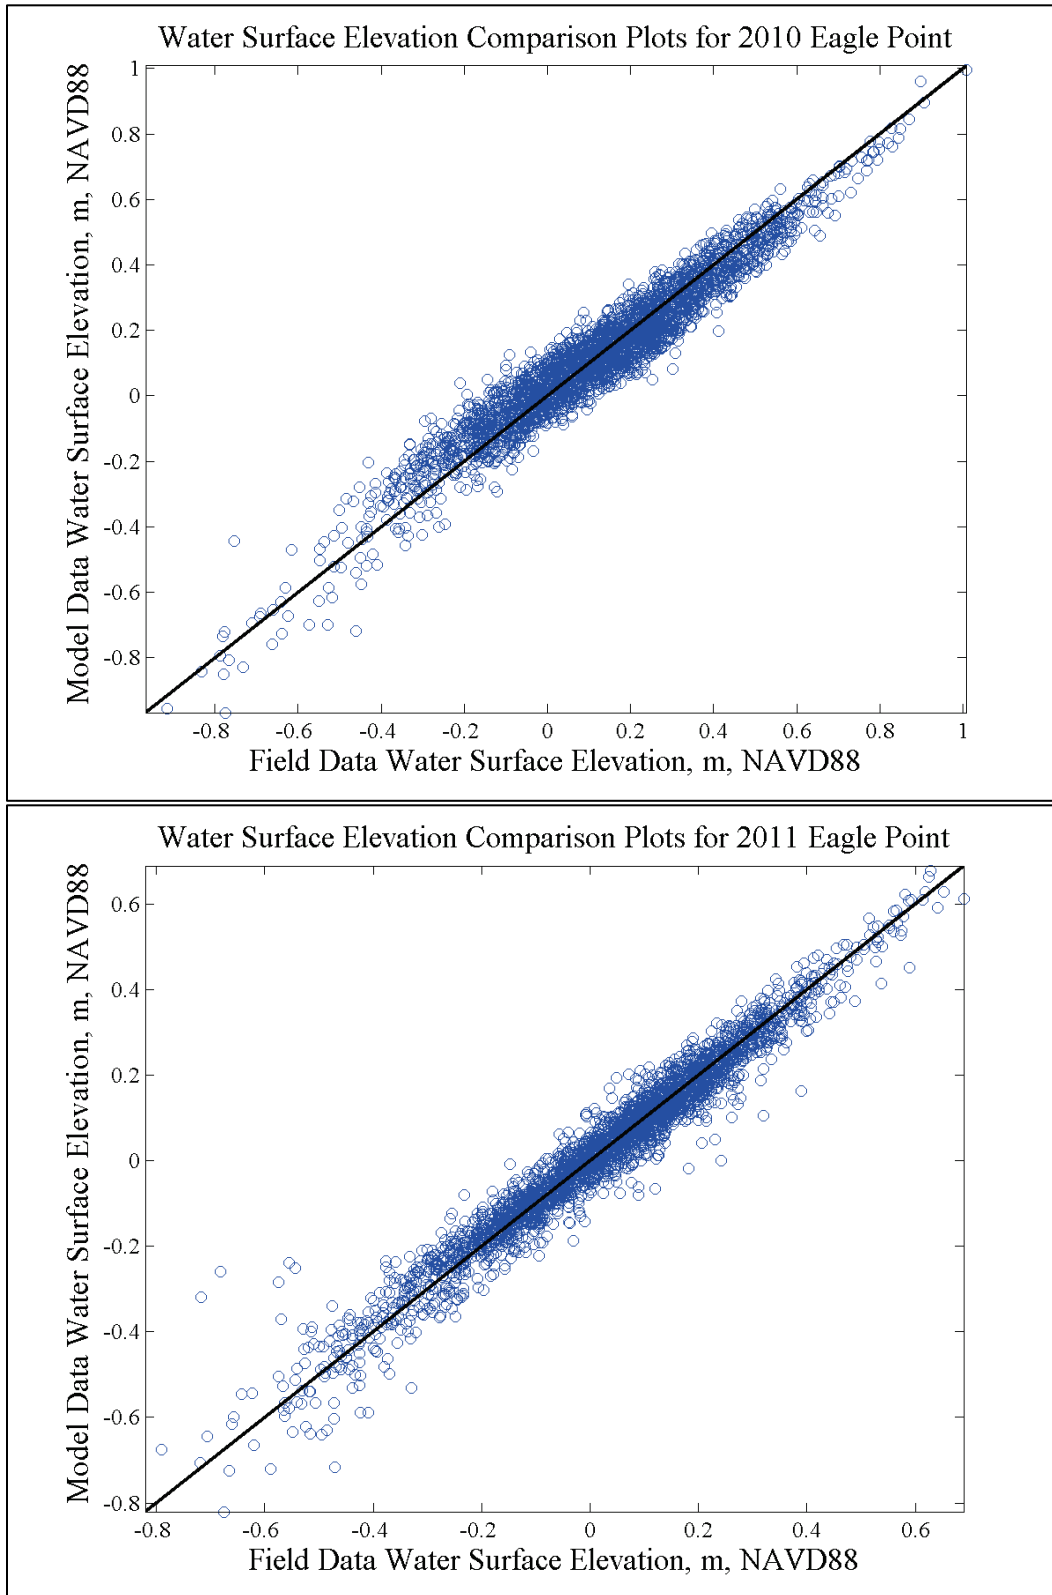 Water Surface Elevation Comparison Plots for 2010 Eagle Point
Model Data Water Surface Elevation, m, NAVD88
1
0.8
0.6
0.4
0.2
0
-0.2
-0.4
-0.6
-0.8
-0.8 -0.6 -0.4 -0.2 0 0.2 0.4 0.6 0.8 1
Field Data Water Surface Elevation, m, NAVD88
Water Surface Elevation Comparison Plots for 2011 Eagle Point
Model Data Water Surface Elevation, m, NAVD88
0.6
0.4
0.2
0
-0.2
-0.4
-0.6
-0.8
-0.8 -0.6 -0.4 -0.2 0 0.2 0.4 0.6
Field Data Water Surface Elevation, m, NAVD88